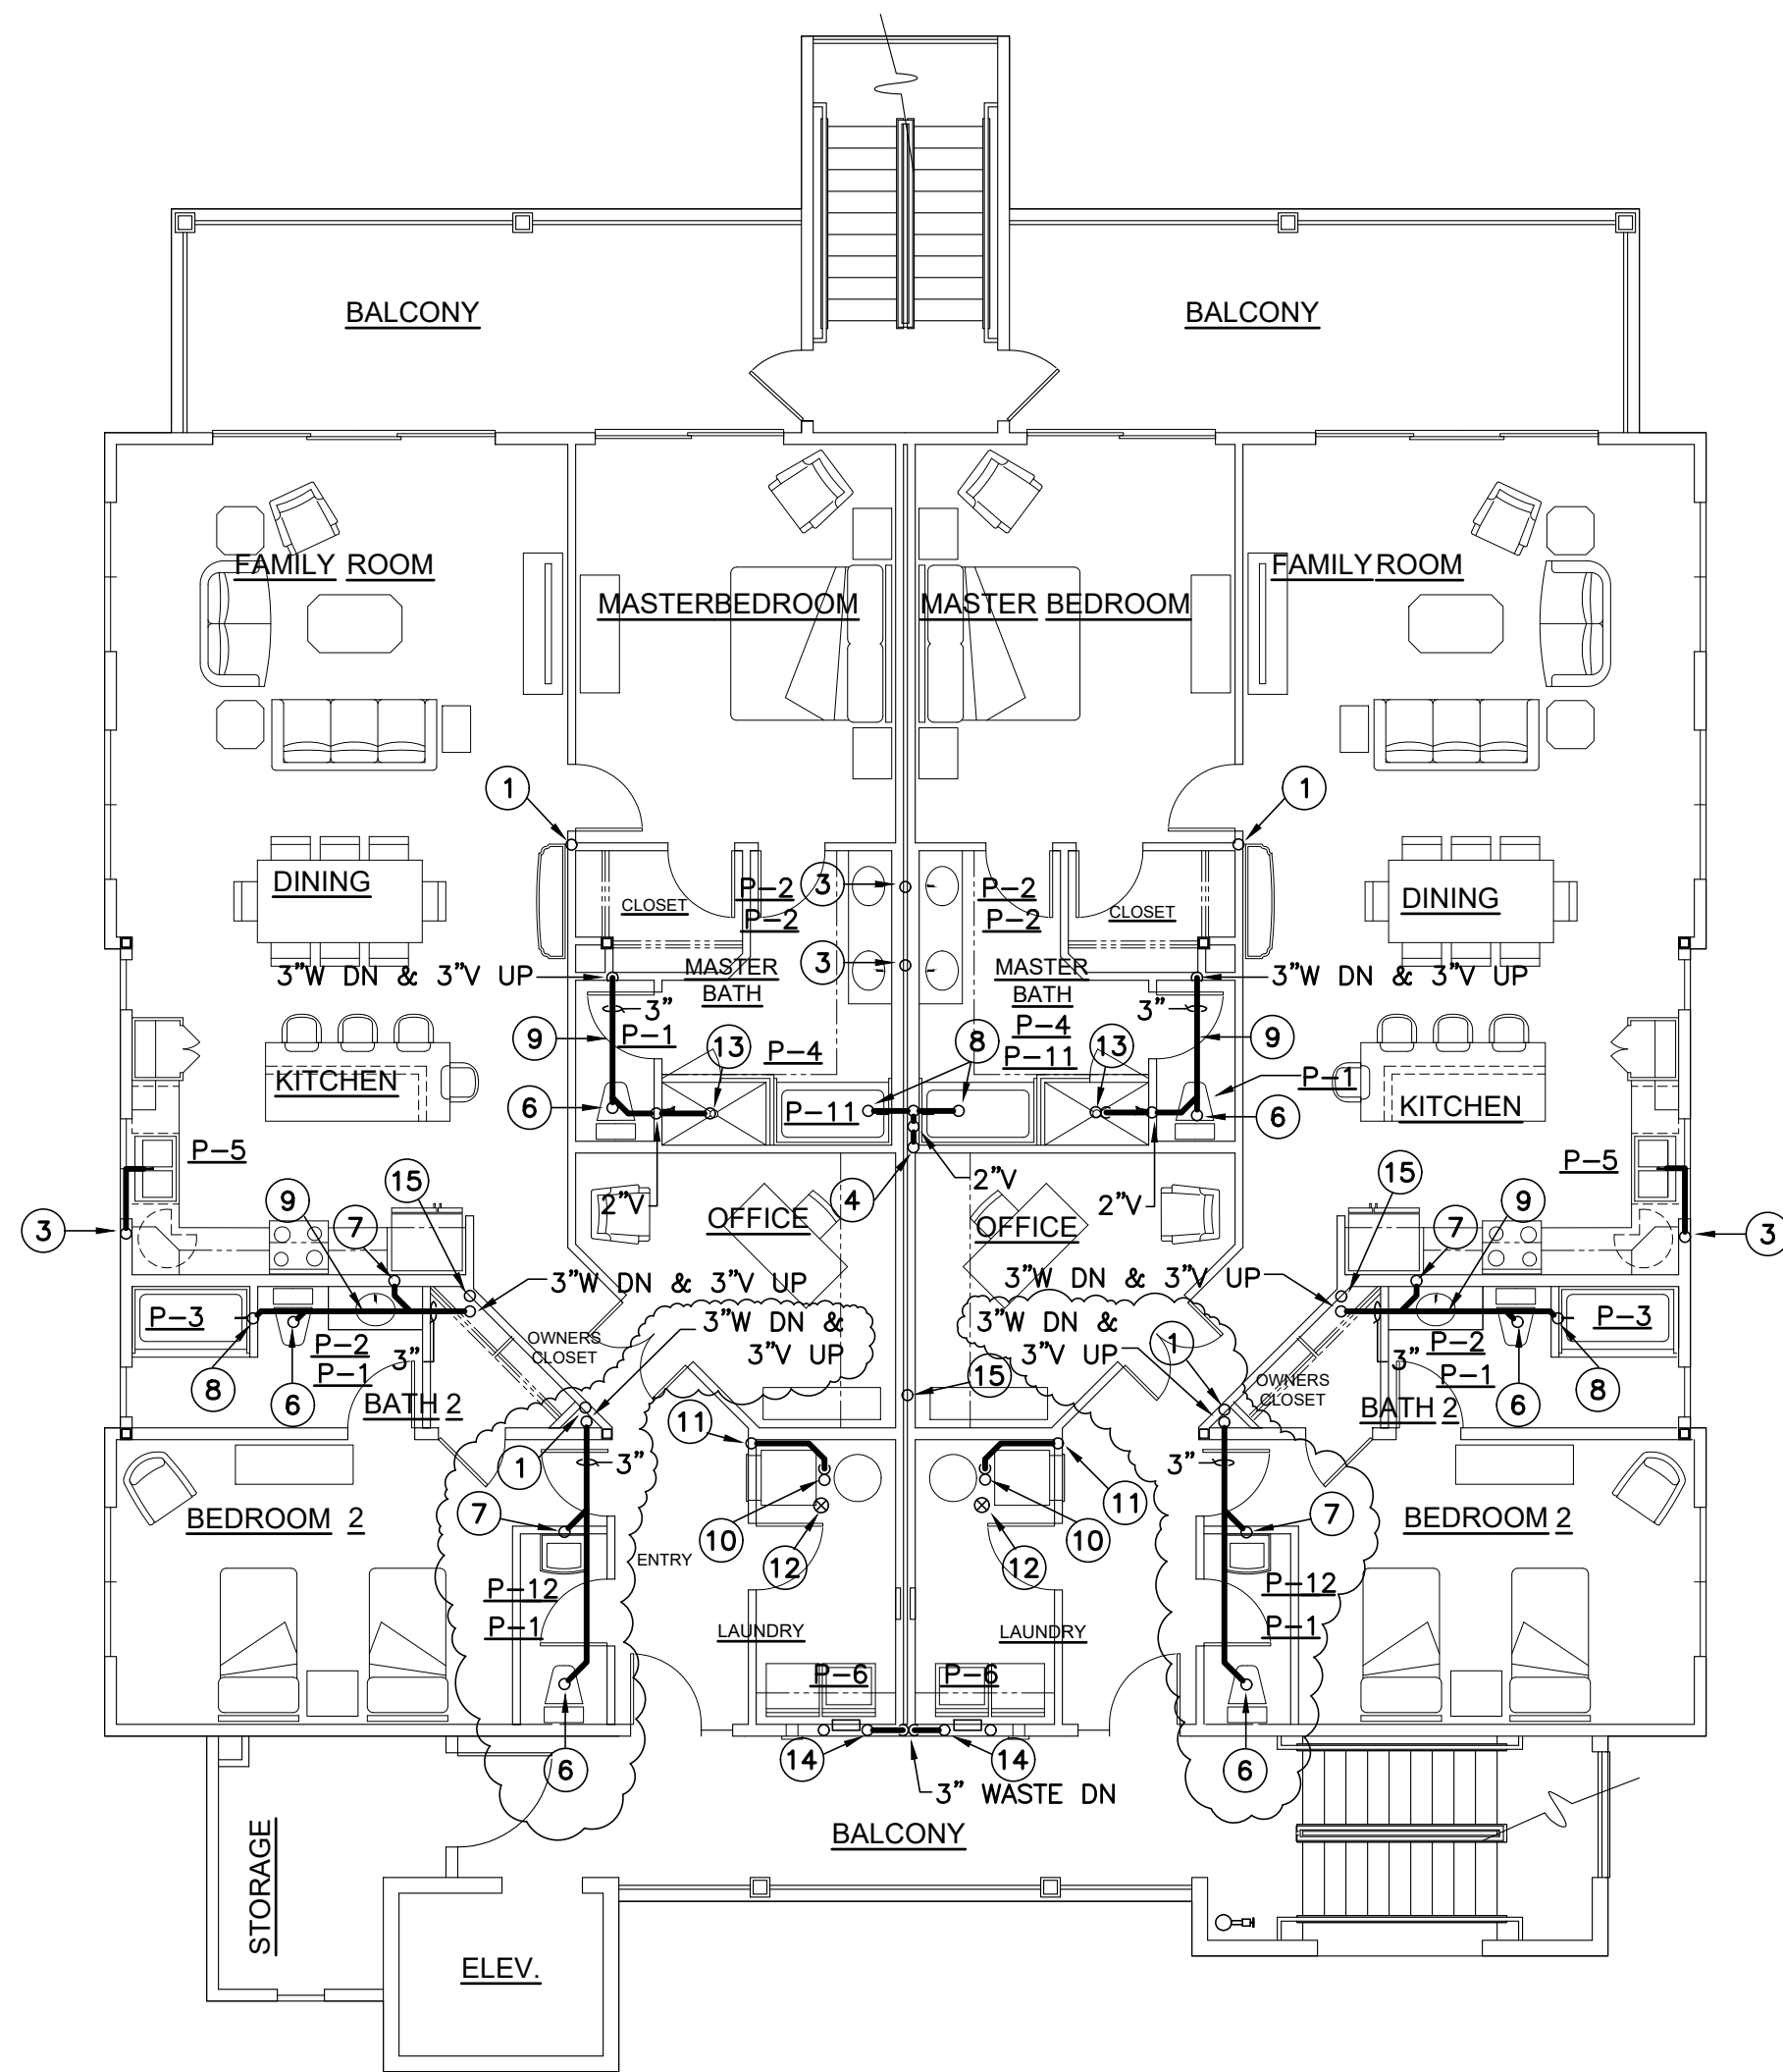 BALCONY BALCONY
FAMILY ROOM FAMILY ROOM
MASTER BEDROOM MASTER BEDROOM
1 1
DINING P-2 3 P-2 DINING
CLOSET P-2 P-2 CLOSET
3"W DN & 3"V UP MASTER BATH 3 MASTER BATH 3"W DN & 3"V UP
3" 3"
9 P-1 13 P-4 8 P-4 P-11 13 9
KITCHEN P-1 KITCHEN
6 P-11 6
P-5 P-5
15 2"V 2"V 4 2"V 15
9 7 OFFICE OFFICE 7 9
3 3
3"W DN & 3"V UP 3"W DN & 3"V UP
P-3 3"W DN & 3"V UP 3"W DN & 3"V UP P-3
OWNERS CLOSET 1 OWNERS CLOSET
P-2 P-2
8 6 P-1 3" 15 3" P-1 6 8
BATH 2 BATH 2
11
1 3" 3" 11
BEDROOM 2 7 10 10 7 BEDROOM 2
ENTRY 12 12
P-12 P-12
P-1 LAUNDRY LAUNDRY P-1
P-6 P-6
6 14 14 6
3" WASTE DN
BALCONY
STORAGE
ELEV.